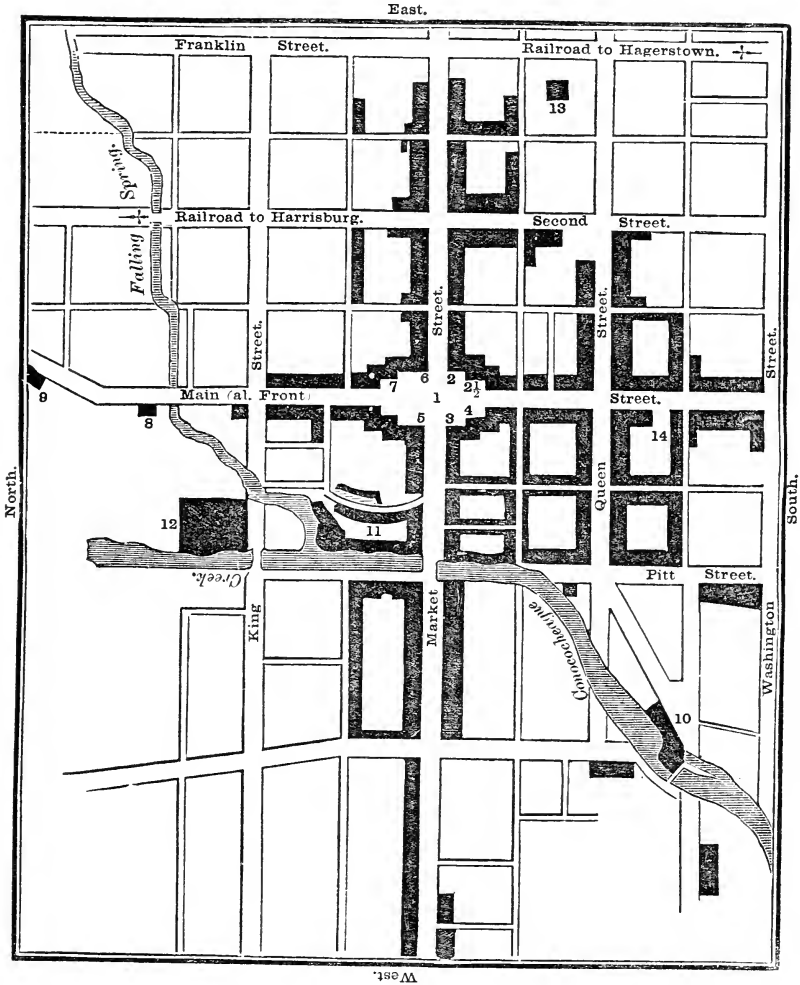 East.
Franklin Street.
Railroad to Hagerstown.
13
Spring.
Railroad to Harrisburg.
Second Street.
Falling
Street.
Street.
Street.
Street.
7 6 2 2½
1
Main (al. Front) Street.
9
8
5 3 4
14
North.
South.
Queen
12
11
Creek.
Pitt Street.
King
Market
Conococheague
Washington
10
West.